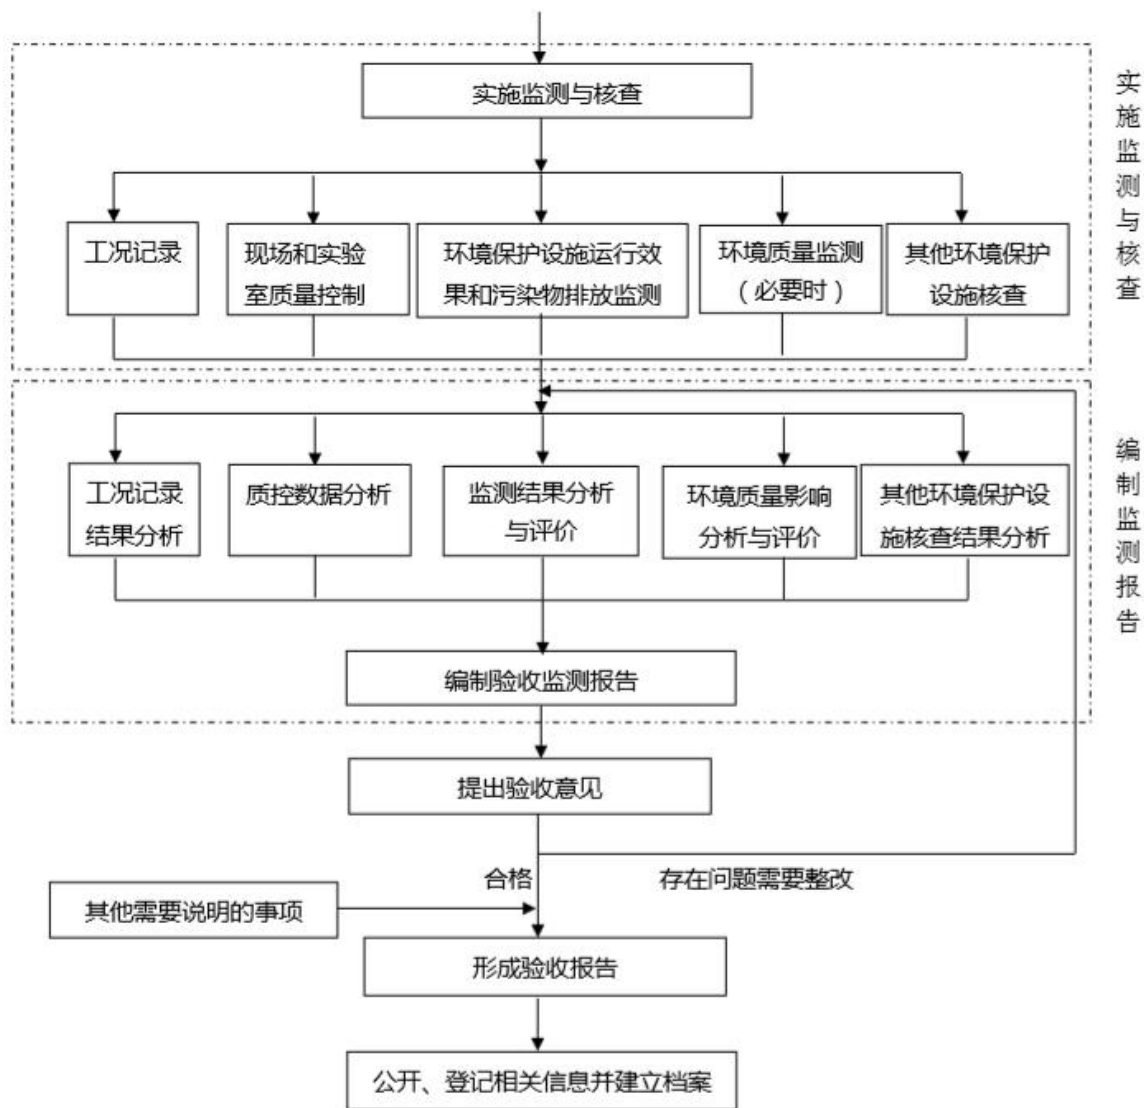 实施监测与核查
实施监测与核查
工况记录
现场和实验
室质量控制
环境保护设施运行效
果和污染物排放监测
环境质量监测
（必要时）
其他环境保护
设施核查
编制监测报告
工况记录
结果分析
质控数据分析
监测结果分析
与评价
环境质量影响
分析与评价
其他环境保护设
施核查结果分析
编制验收监测报告
提出验收意见
合格
存在问题需要整改
其他需要说明的事项
形成验收报告
公开、登记相关信息并建立档案